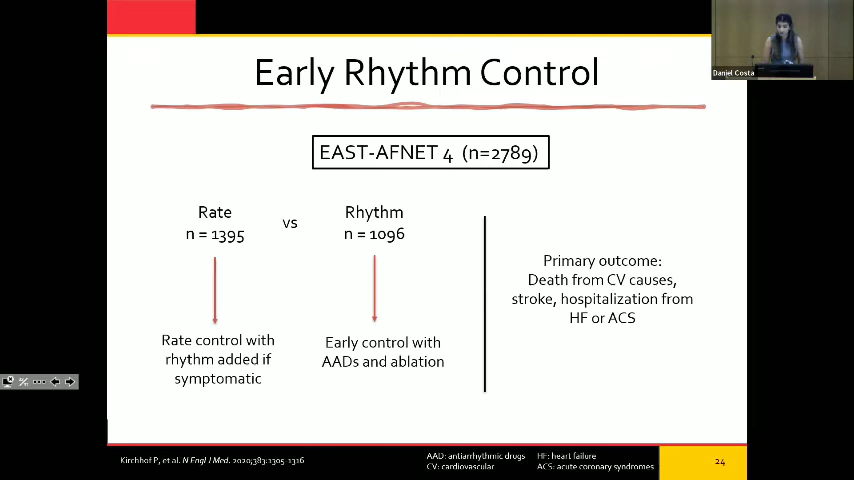 Early Rhythm Control
Daniel Costa
EAST-AFNET 4 (n=2789)
Rate
n = 1395
vs
Rhythm
n = 1096
Rate control with
rhythm added if
symptomatic
Early control with
AADs and ablation
Primary outcome:
Death from CV causes,
stroke, hospitalization from
HF or ACS
Kirchhof P, et al. N Engl J Med. 2020;383:1305-1316
AAD: antiarrhythmic drugs
CV: cardiovascular
HF: heart failure
ACS: acute coronary syndromes
24